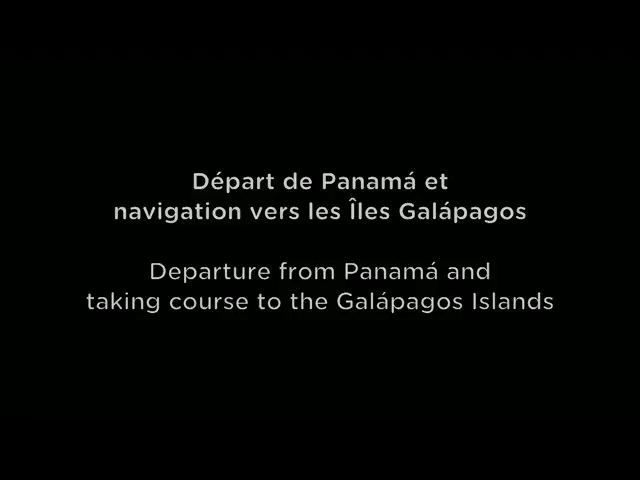 Départ de Panamá et
navigation vers les Îles Galápagos
Departure from Panamá and
taking course to the Galápagos Islands